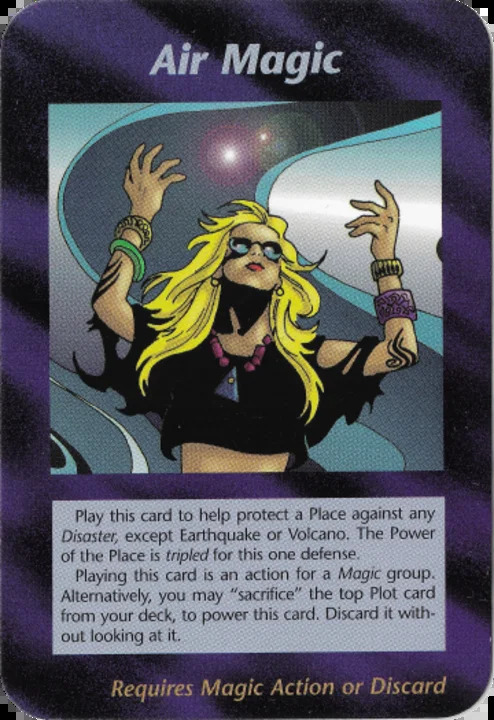 Air Magic
Play this card to help protect a Place against any
Disaster, except Earthquake or Volcano. The Power
of the Place is tripled for this one defense.
Playing this card is an action for a Magic group.
Alternatively, you may “sacrifice” the top Plot card
from your deck, to power this card. Discard it with-
out looking at it.
Requires Magic Action or Discard